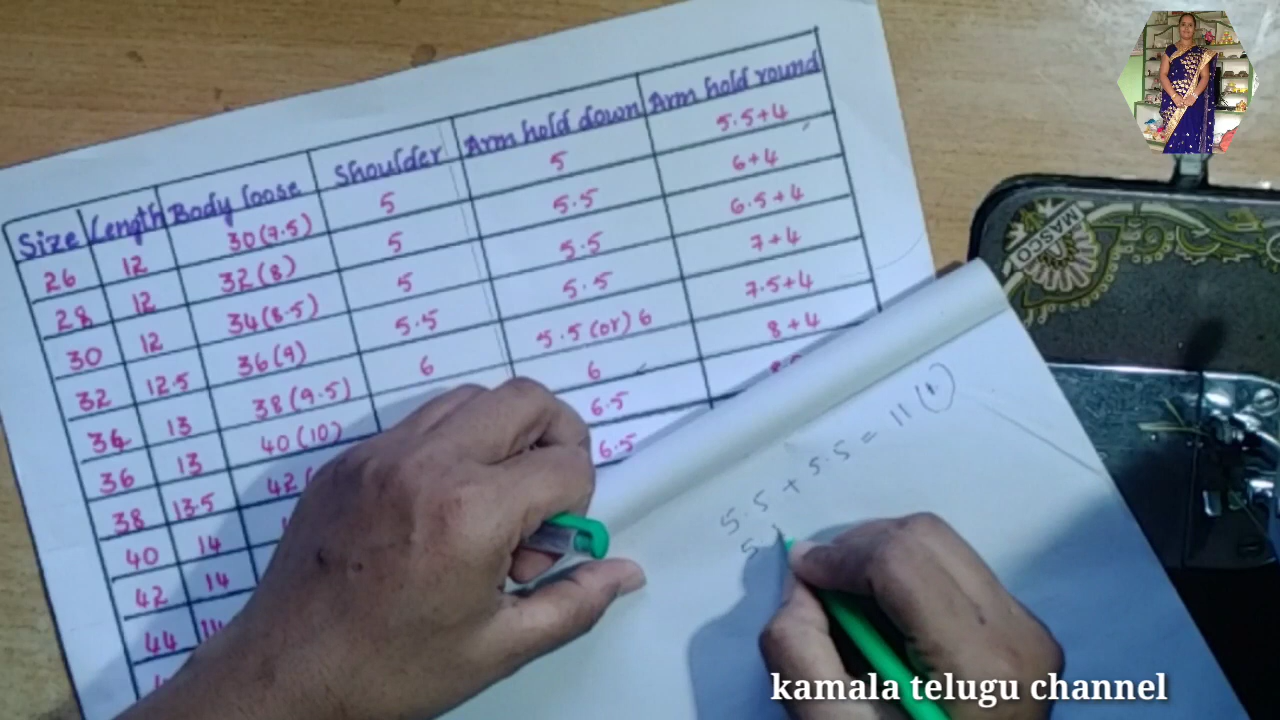 Size Length Body loose Shoulder Arm hold down Arm hold round
26 12 30(7.5) 5 5 5.5+4
28 12 32(8) 5 5.5 6+4
30 12 34(8.5) 5 5.5 6.5+4
32 12.5 36(9) 5.5 5.5 7+4
34 13 38(9.5) 6 5.5(or)6 7.5+4
36 13 40(10) 6 8+4
38 13.5 42( 6.5
40 14 6.5
42 14
44
5.5 + 5.5 = 11
MASCO
kamala telugu channel